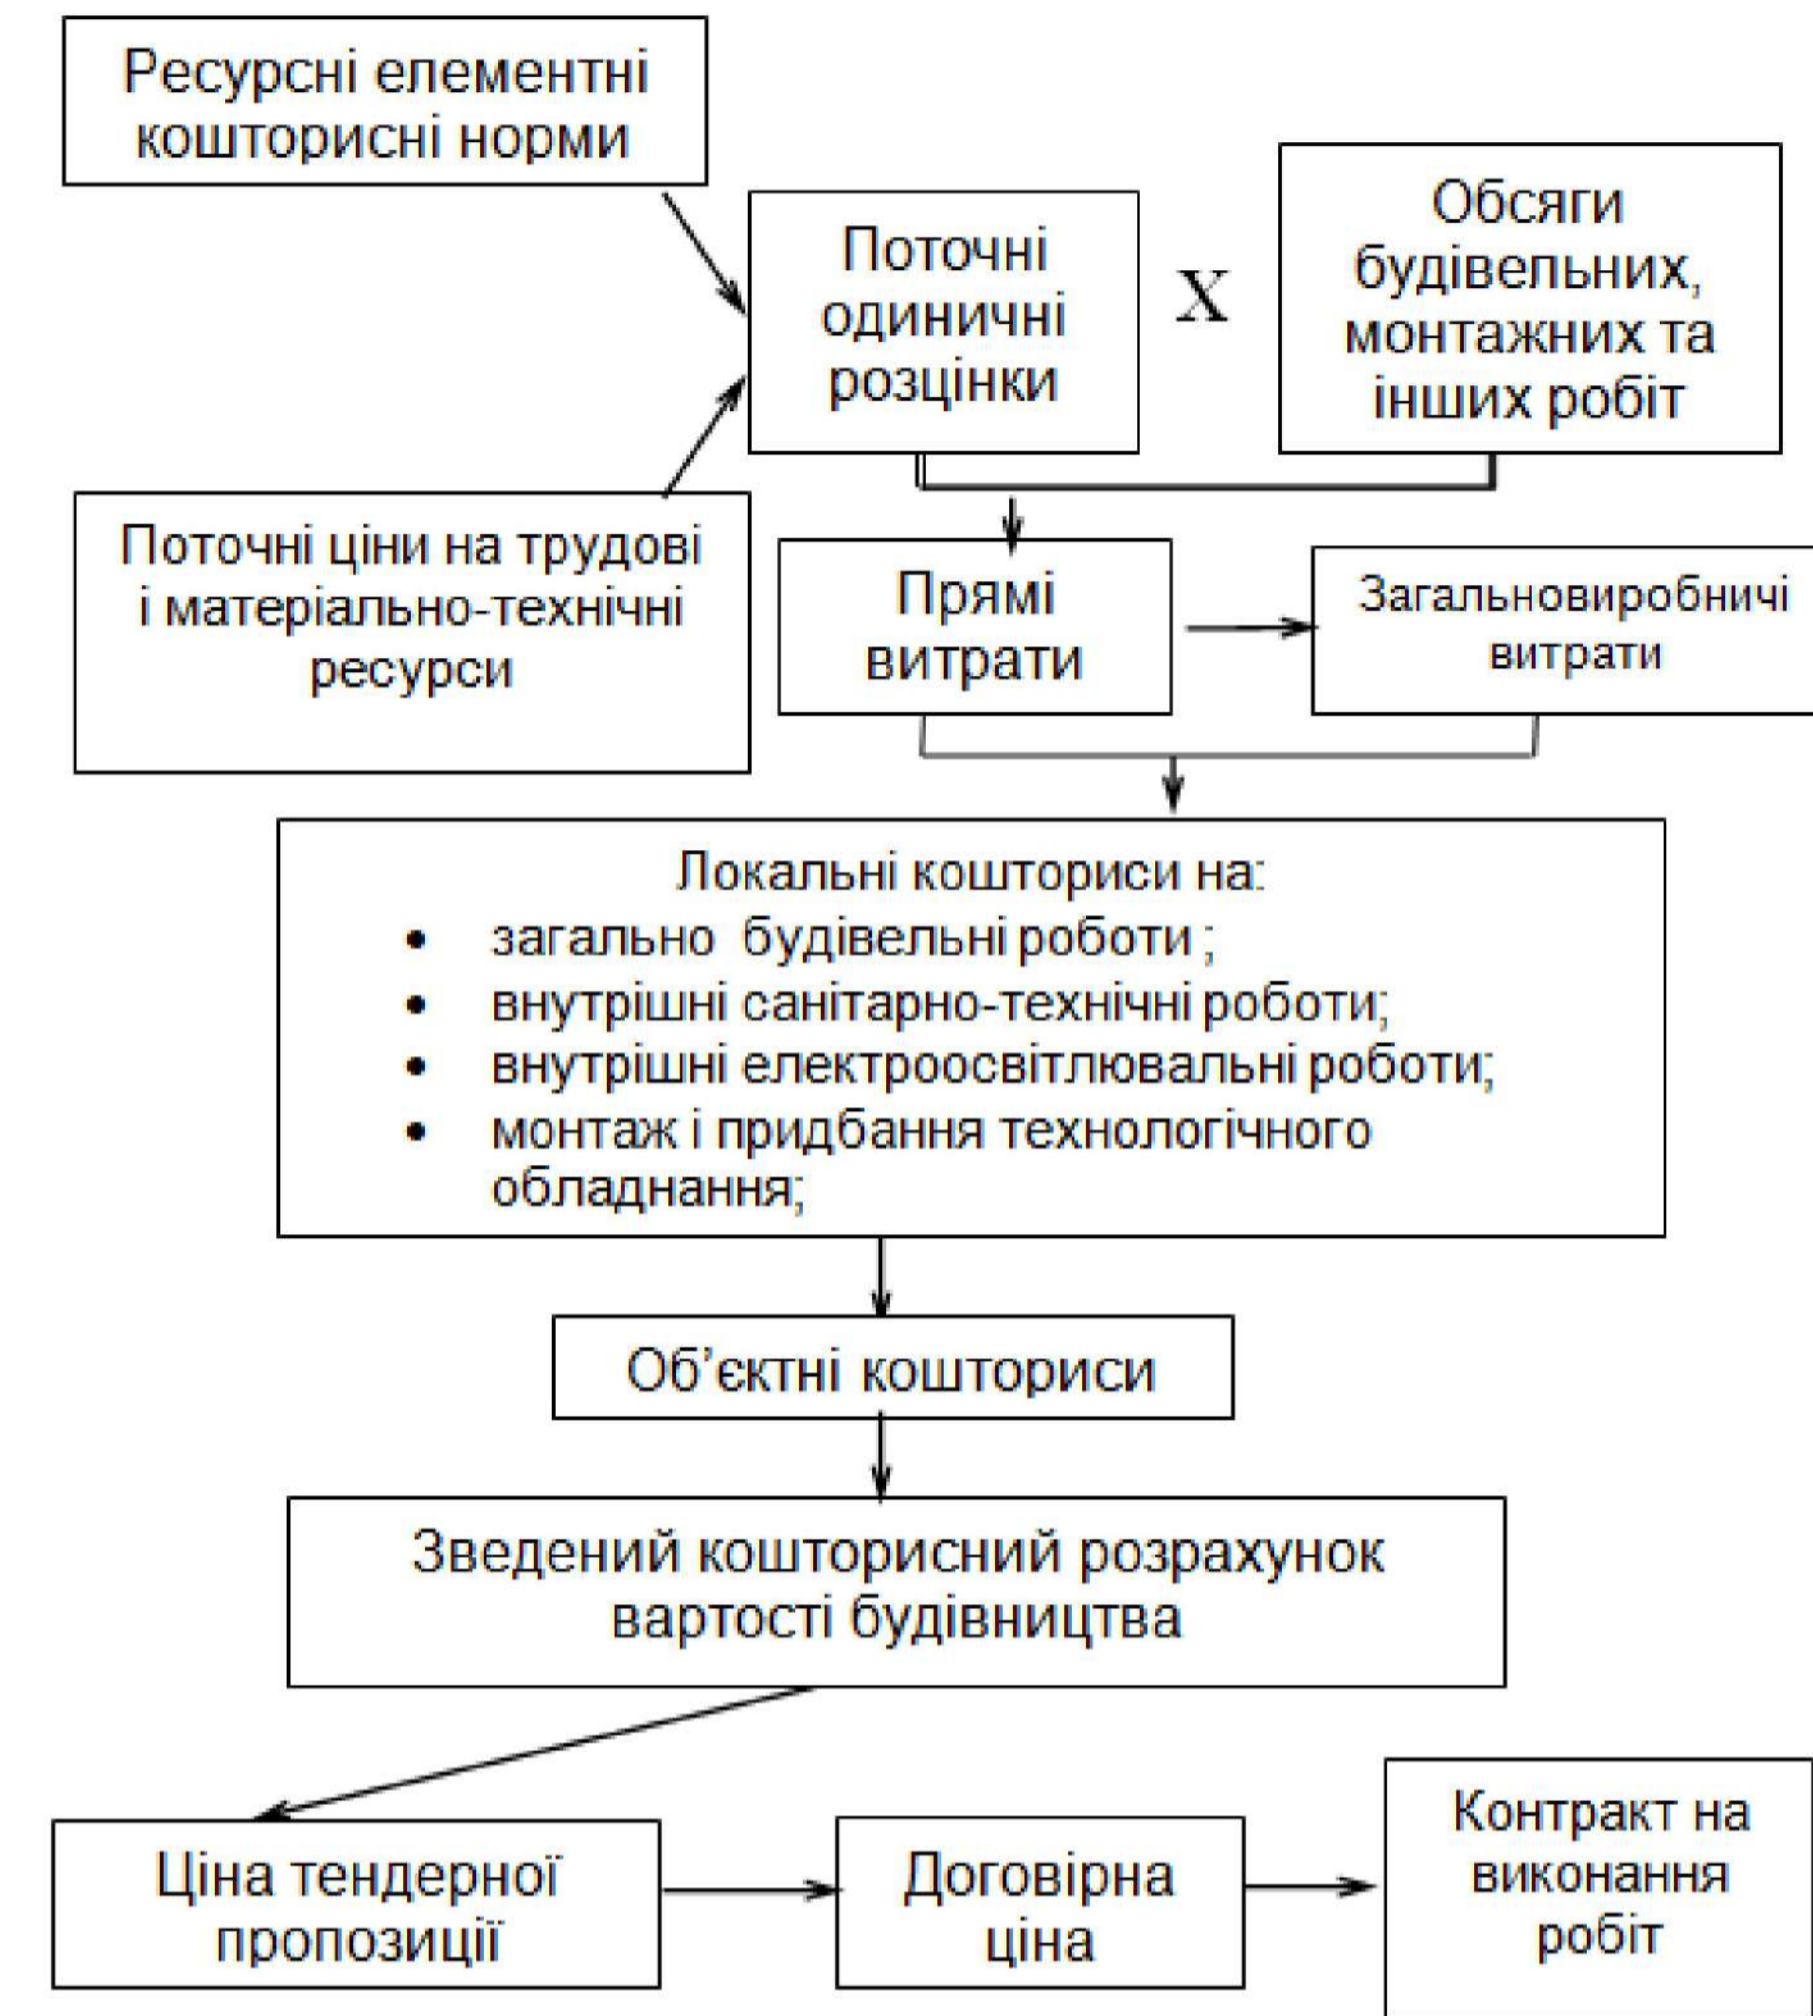 Ресурсні елементні
кошторисні норми
Поточні
одиничні
розцінки
X
Обсяги
будівельних,
монтажних та
інших робіт
Поточні ціни на трудові
і матеріально-технічні
ресурси
Прямі
витрати
Загальновиробничі
витрати
Локальні кошториси на:
• загально будівельні роботи ;
• внутрішні санітарно-технічні роботи;
• внутрішні електроосвітлювальні роботи;
• монтаж і придбання технологічного
обладнання;
Об’єктні кошториси
Зведений кошторисний розрахунок
вартості будівництва
Ціна тендерної
пропозиції
Договірна
ціна
Контракт на
виконання
робіт